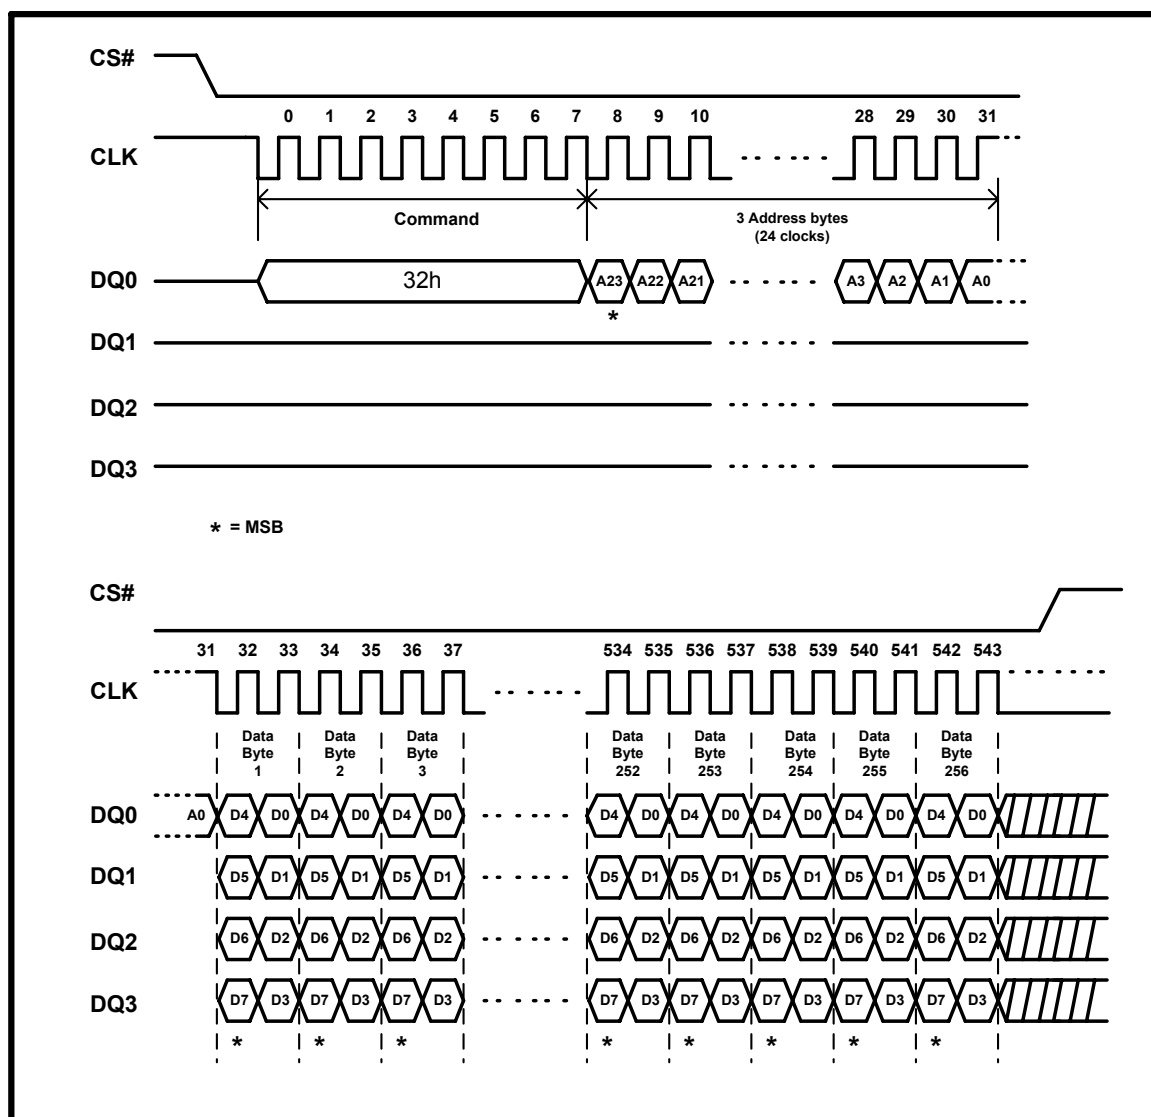 CS#
0 1 2 3 4 5 6 7 8 9 10 28 29 30 31
CLK
Command
3 Address bytes
(24 clocks)
DQ0 32h A23 A22 A21 A3 A2 A1 A0
*
DQ1
DQ2
DQ3
* = MSB
CS#
31 32 33 34 35 36 37 534 535 536 537 538 539 540 541 542 543
CLK
Data Data Data Data Data Data Data Data
Byte Byte Byte Byte Byte Byte Byte Byte
1 2 3 252 253 254 255 256
DQ0 A0 D4 D0 D4 D0 D4 D0 D4 D0 D4 D0 D4 D0 D4 D0 D4 D0
DQ1 D5 D1 D5 D1 D5 D1 D5 D1 D5 D1 D5 D1 D5 D1 D5 D1
DQ2 D6 D2 D6 D2 D6 D2 D6 D2 D6 D2 D6 D2 D6 D2 D6 D2
DQ3 D7 D3 D7 D3 D7 D3 D7 D3 D7 D3 D7 D3 D7 D3 D7 D3
* * * * * * * *